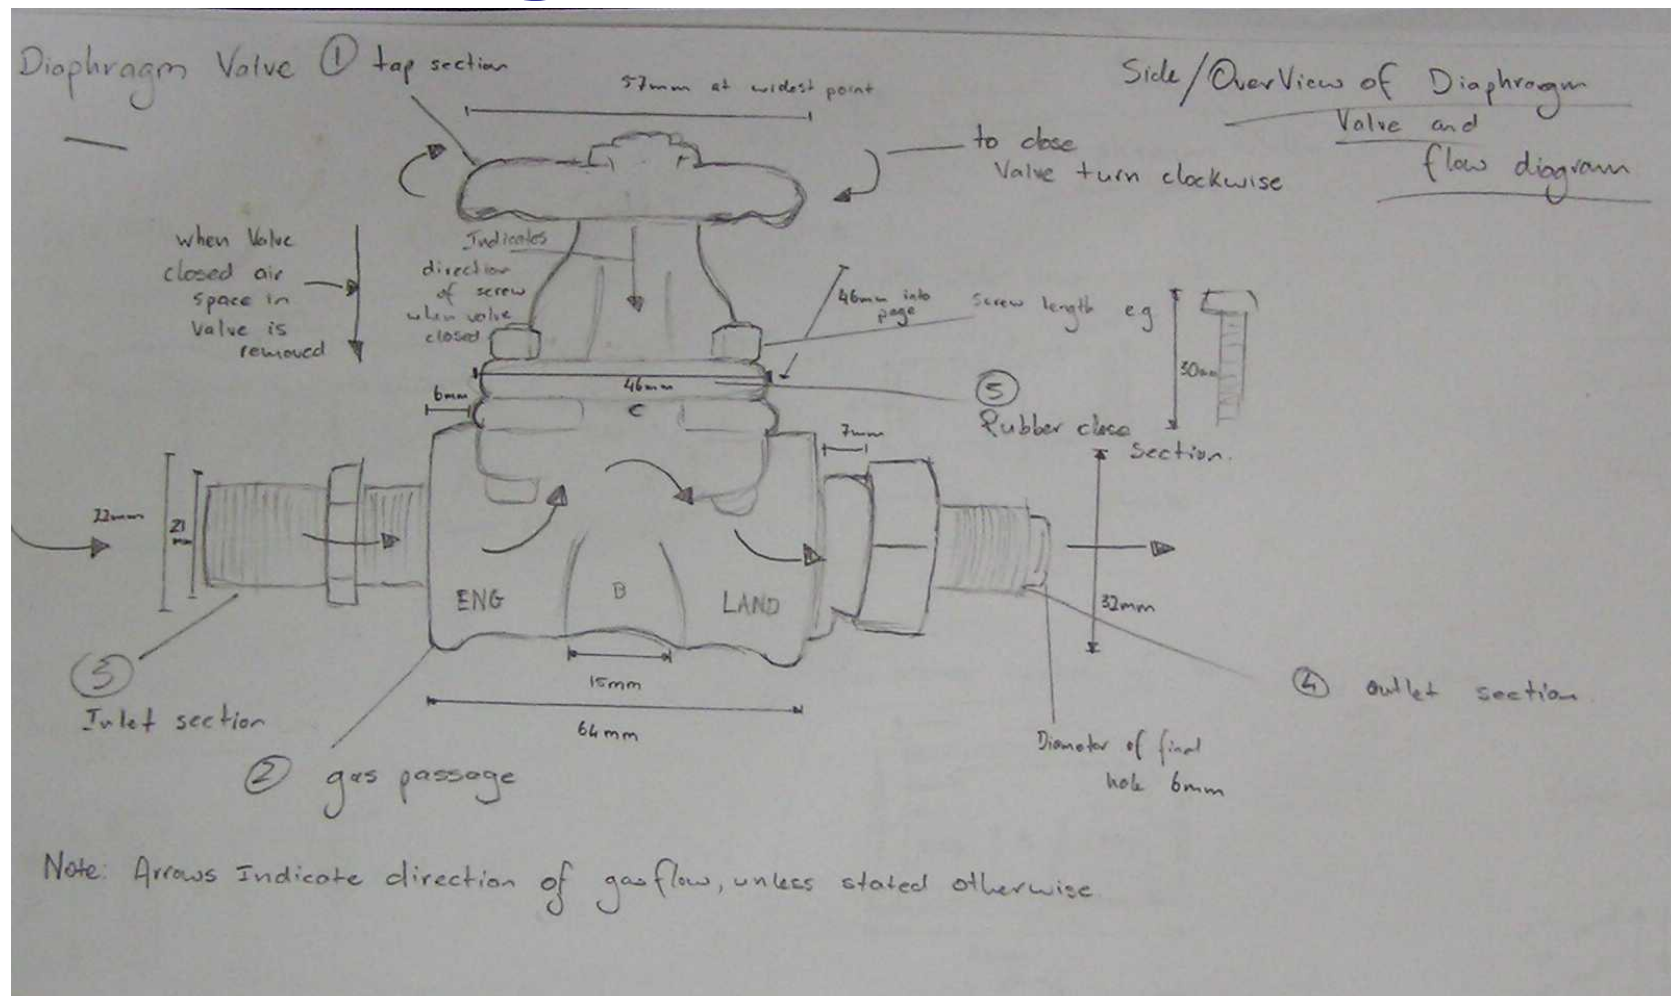 Diaphragm Valve ① tap section
57mm at widest point
Side/OverView of Diaphragm
Valve and
flow diagram
to close
Valve turn clockwise
when Valve
closed air
space in
Valve is
removed
Indicates
direction
of screw
when valve
closed
46mm into
page
screw length eg
30mm
46mm
6mm
C
⑤
Rubber close
section.
7mm
22mm
21
mm
ENG
B
LAND
32mm
15mm
64mm
③
Inlet section
② gas passage
④ outlet section
Diameter of final
hole 6mm
Note: Arrows Indicate direction of gas flow, unless stated otherwise.